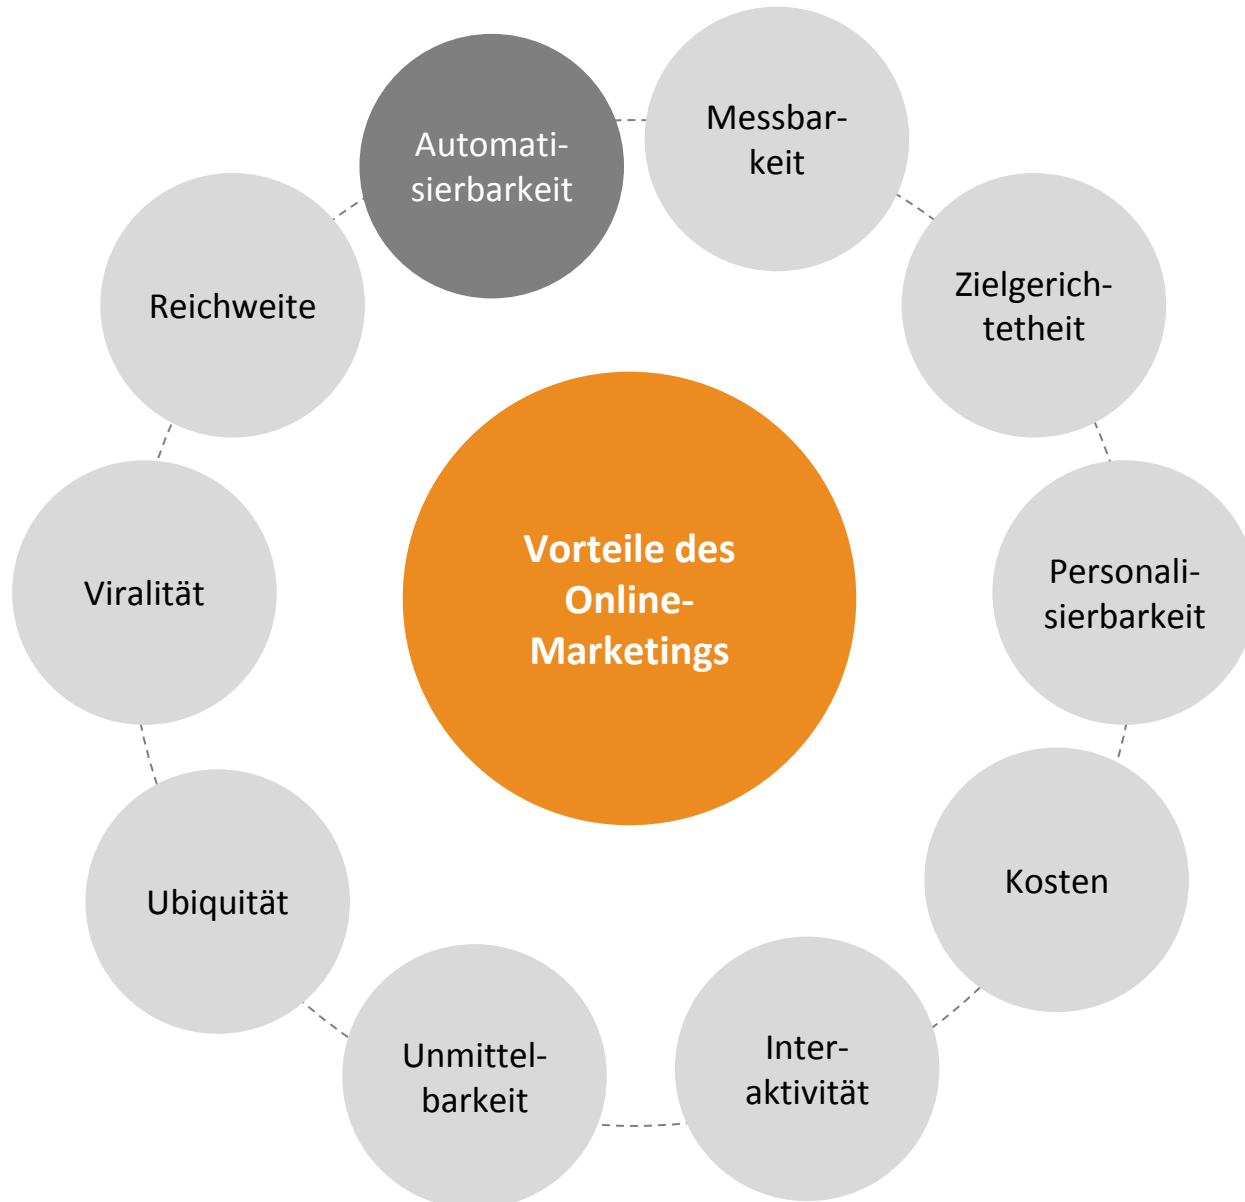 Automati-
sierbarkeit
Messbar-
keit
Zielgerich-
tetheit
Reichweite
Vorteile des
Online-
Marketings
Viralität
Personali-
sierbarkeit
Ubiquität
Kosten
Unmittel-
barkeit
Inter-
aktivität